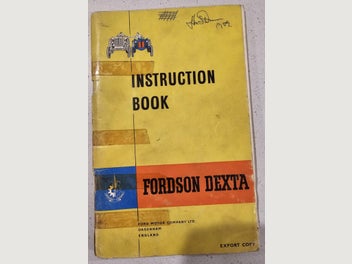 INSTRUCTION
BOOK
FORDSON DEXTA
FORD MOTOR COMPANY LTD.
DAGENHAM
ENGLAND
EXPORT COPY